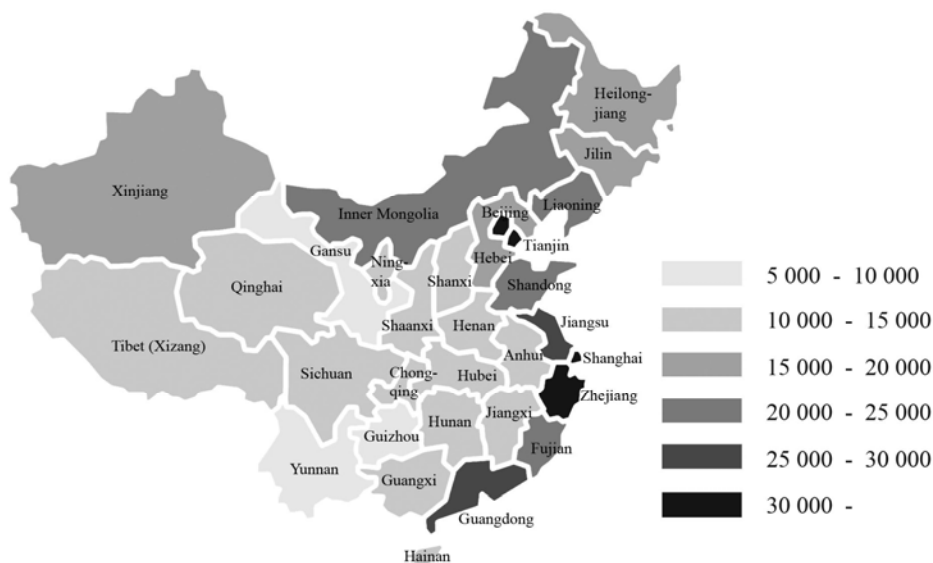 Heilong-
jiang
Jilin
Xinjiang
Inner Mongolia
Liaoning
Beijing
Tianjin
Gansu
Ning-
xia
Hebei
Shanxi
Shandong
Qinghai
Shaanxi
Henan
Jiangsu
Tibet (Xizang)
Anhui
Shanghai
Sichuan
Chong-
qing
Hubei
Zhejiang
Hunan
Jiangxi
Guizhou
Fujian
Yunnan
Guangxi
Guangdong
Hainan
5 000 - 10 000
10 000 - 15 000
15 000 - 20 000
20 000 - 25 000
25 000 - 30 000
30 000 -